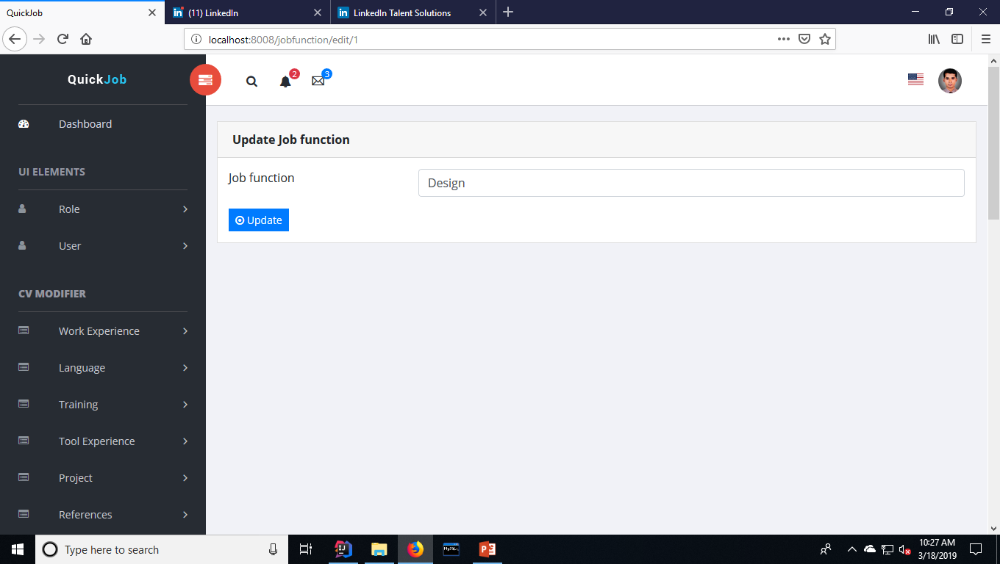 QuickJob
(11) LinkedIn
LinkedIn Talent Solutions
localhost:8008/jobfunction/edit/1
QuickJob
2
3
Dashboard
UI ELEMENTS
Role
User
CV MODIFIER
Work Experience
Language
Training
Tool Experience
Project
References
Update Job function
Job function
Design
Update
Type here to search
IJ
MySQL
P
10:27 AM
3/18/2019